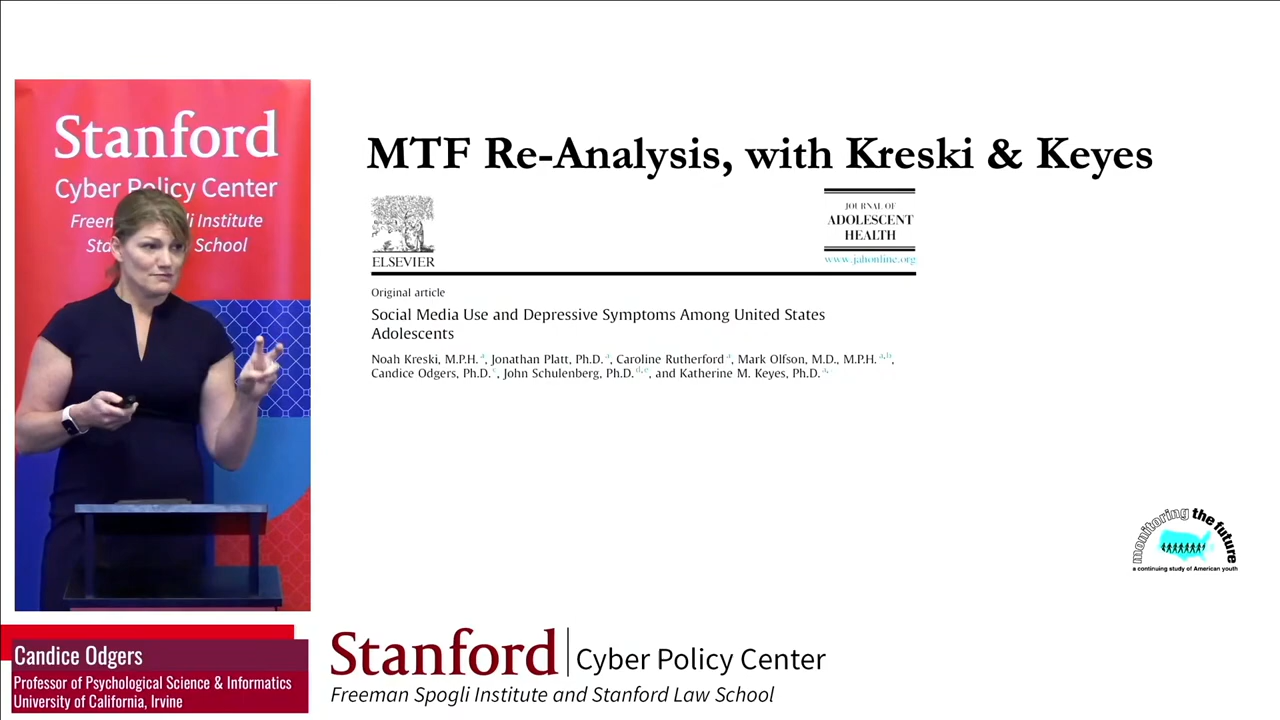 Stanford
Cyber Policy Center
Freem li Institute
Sta School
Candice Odgers
Professor of Psychological Science & Informatics
University of California, Irvine
MTF Re-Analysis, with Kreski & Keyes
ELSEVIER
JOURNAL OF
ADOLESCENT
HEALTH
www.jahonline.org
Original article
Social Media Use and Depressive Symptoms Among United States
Adolescents
Noah Kreski, M.P.H. a, Jonathan Platt, Ph.D. a, Caroline Rutherford a, Mark Olfson, M.D., M.P.H. a,b,
Candice Odgers, Ph.D. c, John Schulenberg, Ph.D. d,e, and Katherine M. Keyes, Ph.D. a,
monitoring the future
a continuing study of American youth
Stanford | Cyber Policy Center
Freeman Spogli Institute and Stanford Law School